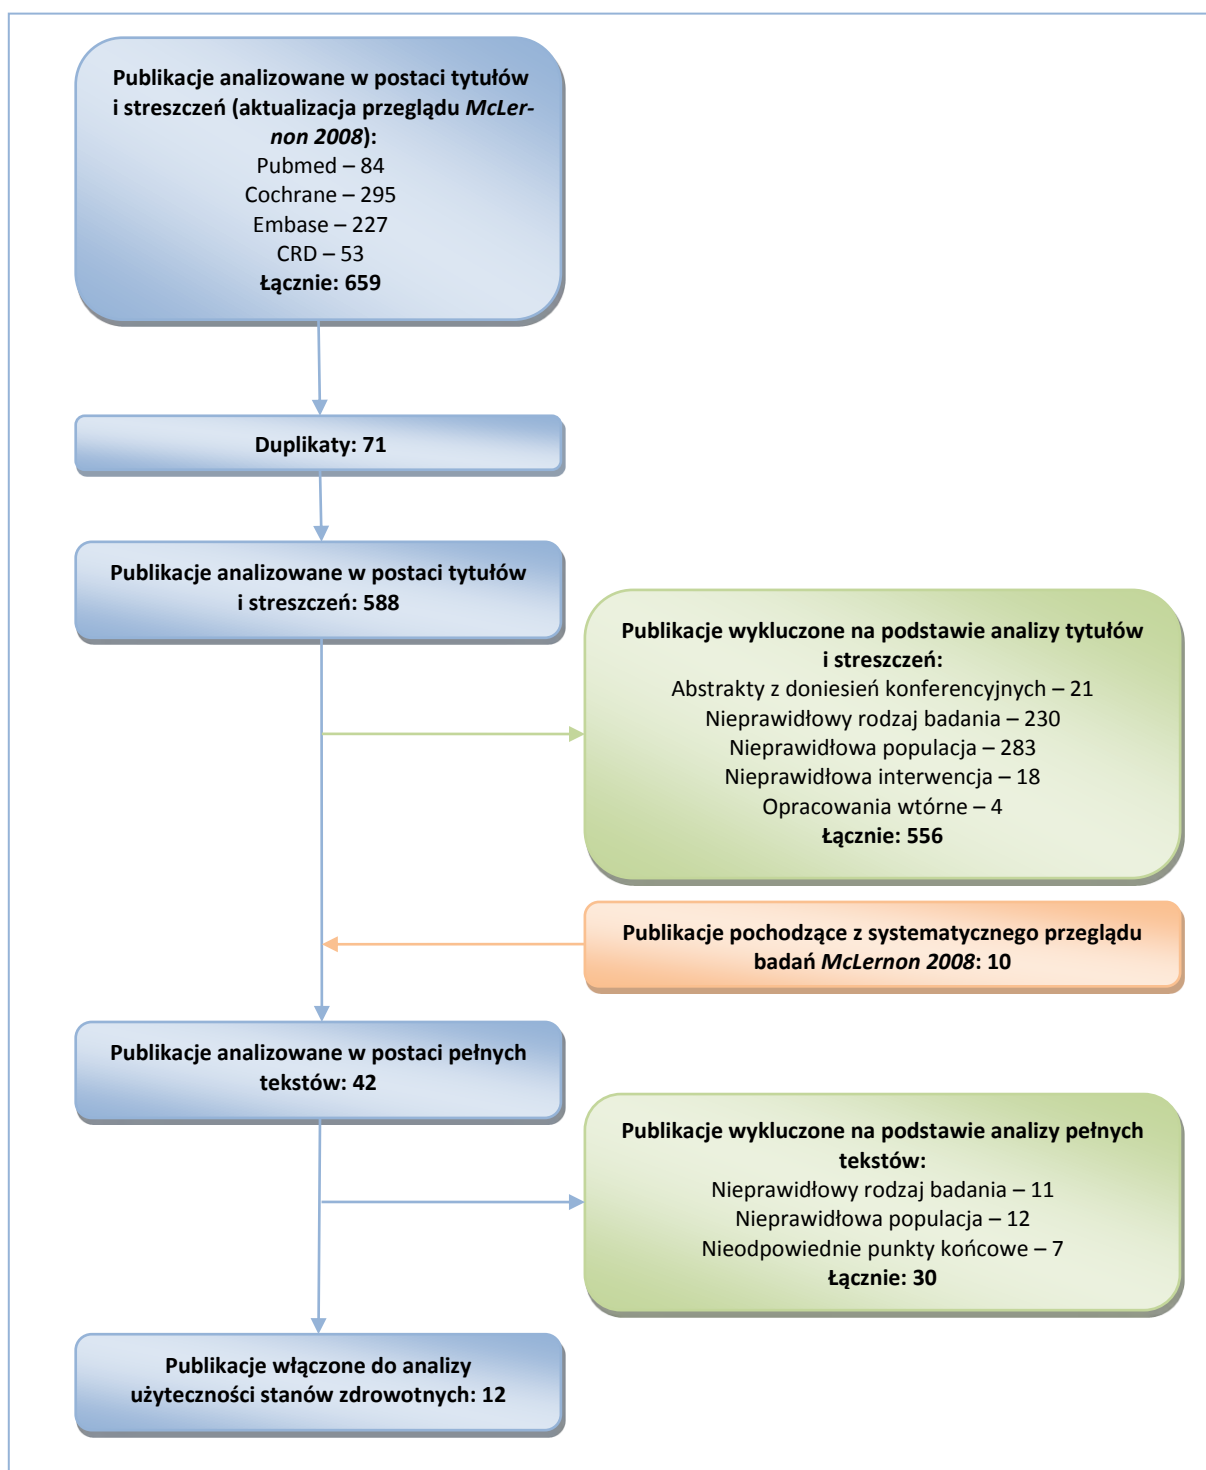 Publikacje analizowane w postaci tytułów
i streszczeń (aktualizacja przeglądu McLer-
non 2008):
Pubmed – 84
Cochrane – 295
Embase – 227
CRD – 53
Łącznie: 659
Duplikaty: 71
Publikacje analizowane w postaci tytułów
i streszczeń: 588
Publikacje wykluczone na podstawie analizy tytułów
i streszczeń:
Abstrakty z doniesień konferencyjnych – 21
Nieprawidłowy rodzaj badania – 230
Nieprawidłowa populacja – 283
Nieprawidłowa interwencja – 18
Opracowania wtórne – 4
Łącznie: 556
Publikacje pochodzące z systematycznego przeglądu
badań McLernon 2008: 10
Publikacje analizowane w postaci pełnych
tekstów: 42
Publikacje wykluczone na podstawie analizy pełnych
tekstów:
Nieprawidłowy rodzaj badania – 11
Nieprawidłowa populacja – 12
Nieodpowiednie punkty końcowe – 7
Łącznie: 30
Publikacje włączone do analizy
użyteczności stanów zdrowotnych: 12